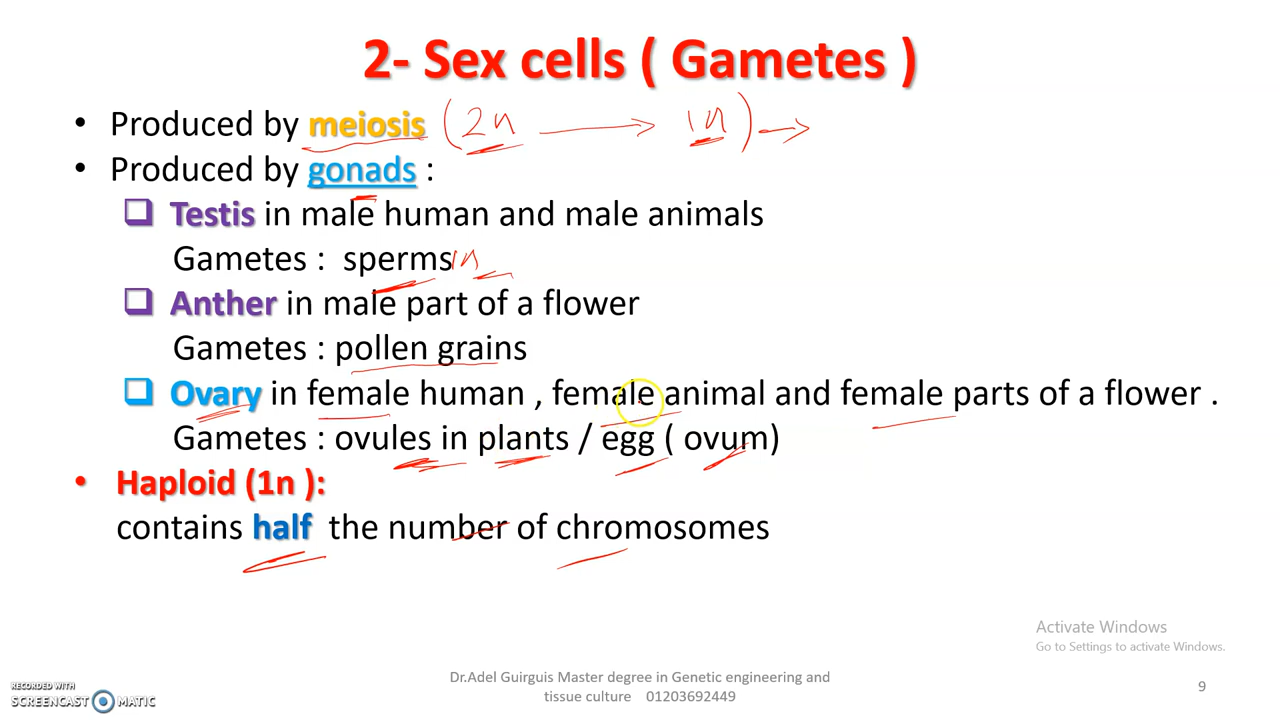 2- Sex cells ( Gametes )
• Produced by meiosis (2n → 1n) →
• Produced by gonads :
❑ Testis in male human and male animals
Gametes : sperms 1n
❑ Anther in male part of a flower
Gametes : pollen grains
❑ Ovary in female human , female animal and female parts of a flower .
Gametes : ovules in plants / egg ( ovum)
• Haploid (1n ):
contains half the number of chromosomes
Activate Windows
Go to Settings to activate Windows.
Dr.Adel Guirguis Master degree in Genetic engineering and
tissue culture 01203692449
9
RECORDED WITH
SCREENCAST MATIC